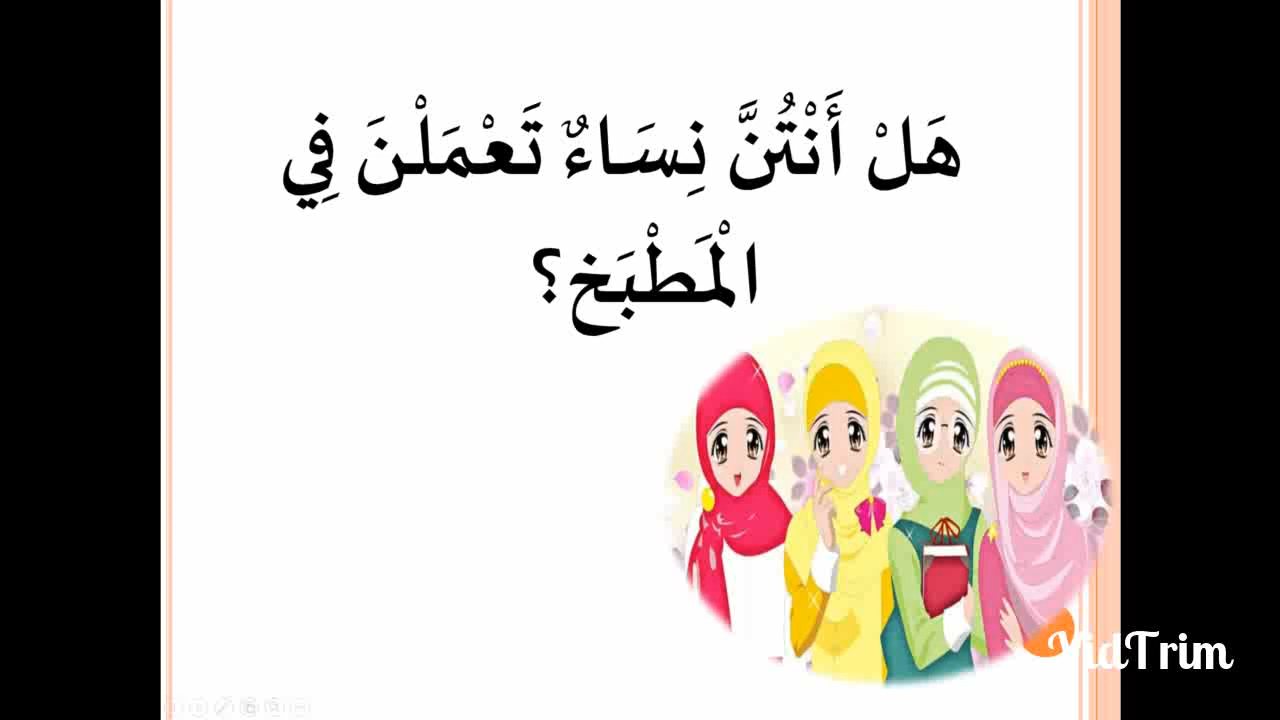 هَلْ أَنْتُنَّ نِسَاءٌ تَعْمَلْنَ فِي
الْمَطْبَخ؟
VidTrim